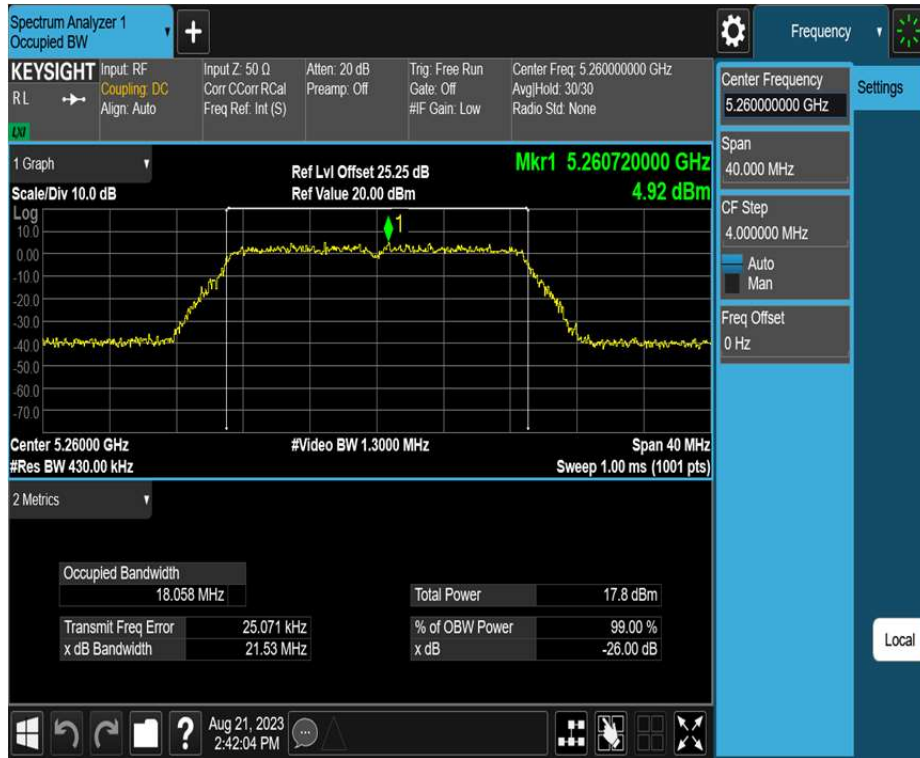 Spectrum Analyzer 1
Occupied BW
+
Frequency
KEYSIGHT
RL
LXI
Input: RF
Coupling: DC
Align: Auto
Input Z: 50 Ω
Corr CCorr RCal
Freq Ref: Int (S)
Atten: 20 dB
Preamp: Off
Trig: Free Run
Gate: Off
#IF Gain: Low
Center Freq: 5.260000000 GHz
Avg|Hold: 30/30
Radio Std: None
Center Frequency
5.260000000 GHz
Settings
Span
40.000 MHz
CF Step
4.000000 MHz
Auto
Man
Freq Offset
0 Hz
Local
1 Graph
Scale/Div 10.0 dB
Ref Lvl Offset 25.25 dB
Ref Value 20.00 dBm
Mkr1 5.260720000 GHz
4.92 dBm
Log
1
10.0
0.00
-10.0
-20.0
-30.0
-40.0
-50.0
-60.0
-70.0
Center 5.26000 GHz
#Video BW 1.3000 MHz
Span 40 MHz
#Res BW 430.00 kHz
Sweep 1.00 ms (1001 pts)
2 Metrics
Occupied Bandwidth
18.058 MHz
Total Power 17.8 dBm
Transmit Freq Error 25.071 kHz
% of OBW Power 99.00 %
x dB Bandwidth 21.53 MHz
x dB -26.00 dB
?
Aug 21, 2023
2:42:04 PM